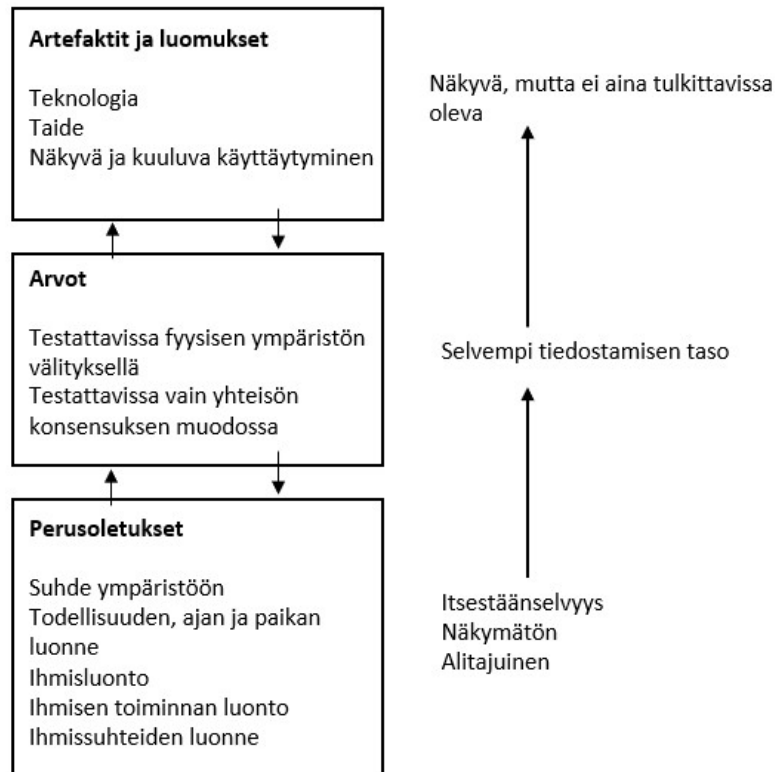 Artefaktit ja luomukset
Teknologia
Taide
Näkyvä ja kuuluva käyttäytyminen
Näkyvä, mutta ei aina tulkittavissa
oleva
Arvot
Testattavissa fyysisen ympäristön
välityksellä
Testattavissa vain yhteisön
konsensuksen muodossa
Selvempi tiedostamisen taso
Perusoletukset
Suhde ympäristöön
Todellisuuden, ajan ja paikan
luonne
Ihmisluonto
Ihmisen toiminnan luonto
Ihmissuhteiden luonne
Itsestäänselvyys
Näkymätön
Alitajuinen